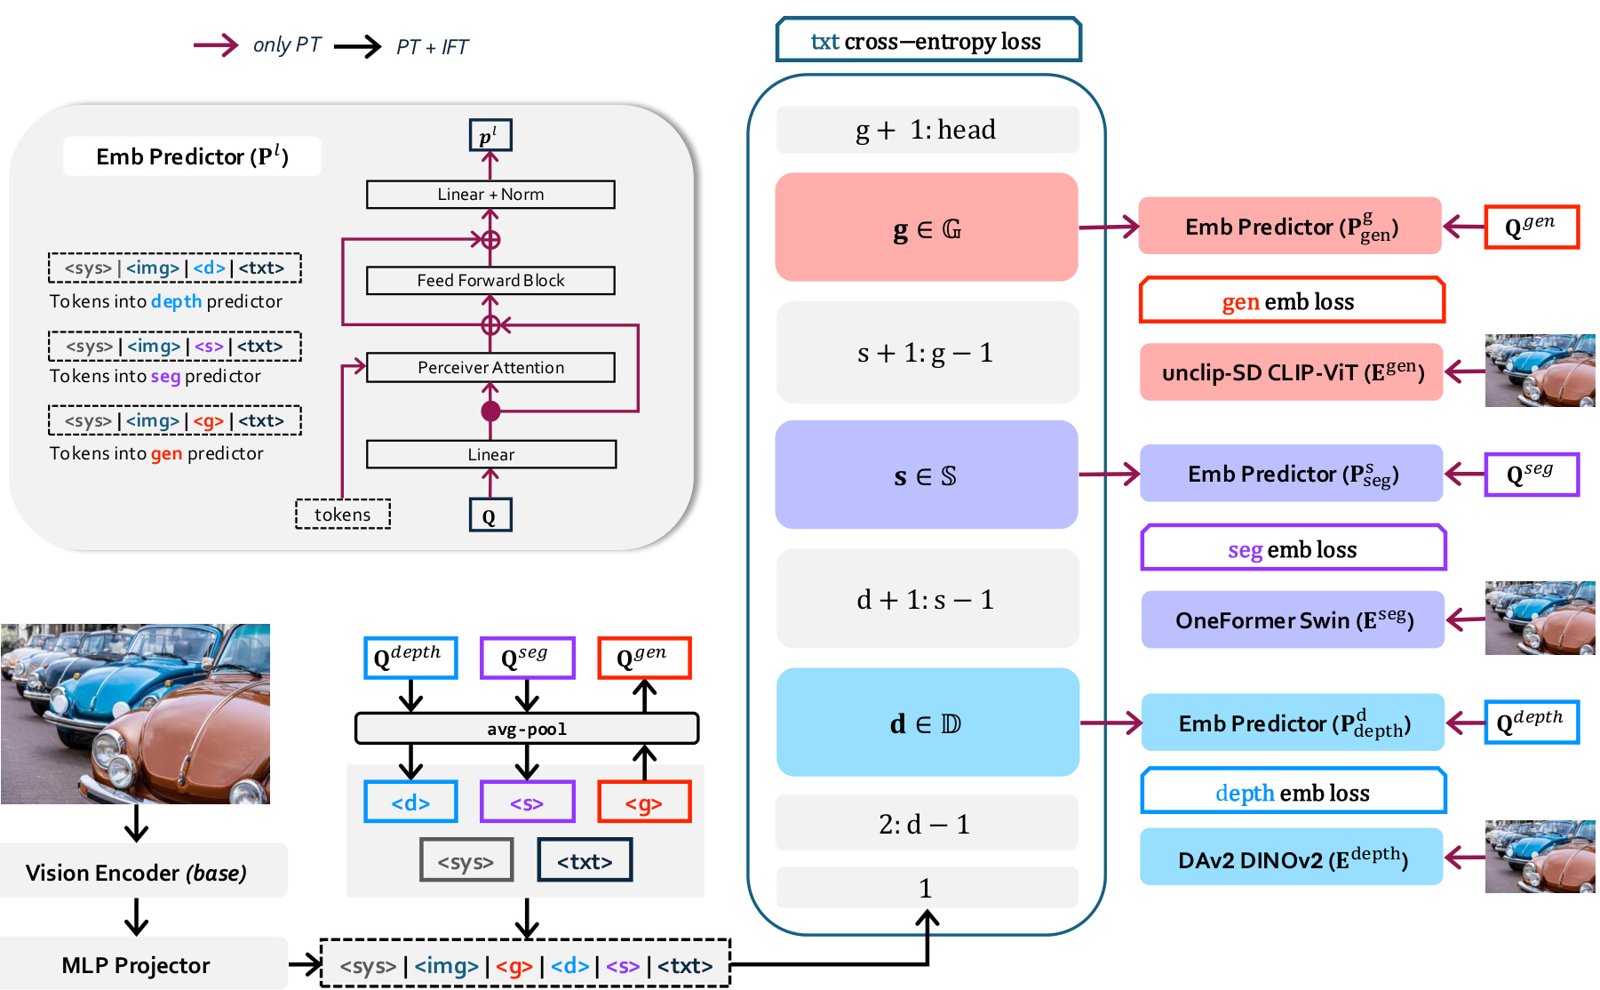 only PT
PT + IFT
txt cross−entropy loss
Emb Predictor (P^l)
p^l
Linear + Norm
Feed Forward Block
Perceiver Attention
Linear
Q
tokens
<sys>|<img>|<d>|<txt>
Tokens into depth predictor
<sys>|<img>|<s>|<txt>
Tokens into seg predictor
<sys>|<img>|<g>|<txt>
Tokens into gen predictor
g + 1: head
g ∈ 𝔾
s + 1: g − 1
s ∈ 𝕊
d + 1: s − 1
d ∈ 𝔻
2: d − 1
1
Emb Predictor (P^g_gen)
Q^gen
gen emb loss
unclip-SD CLIP-ViT (E^gen)
Emb Predictor (P^s_seg)
Q^seg
seg emb loss
OneFormer Swin (E^seg)
Emb Predictor (P^d_depth)
Q^depth
depth emb loss
DAv2 DINOv2 (E^depth)
Q^depth
Q^seg
Q^gen
avg-pool
<d>
<s>
<g>
<sys>
<txt>
Vision Encoder (base)
MLP Projector
<sys>|<img>|<g>|<d>|<s>|<txt>